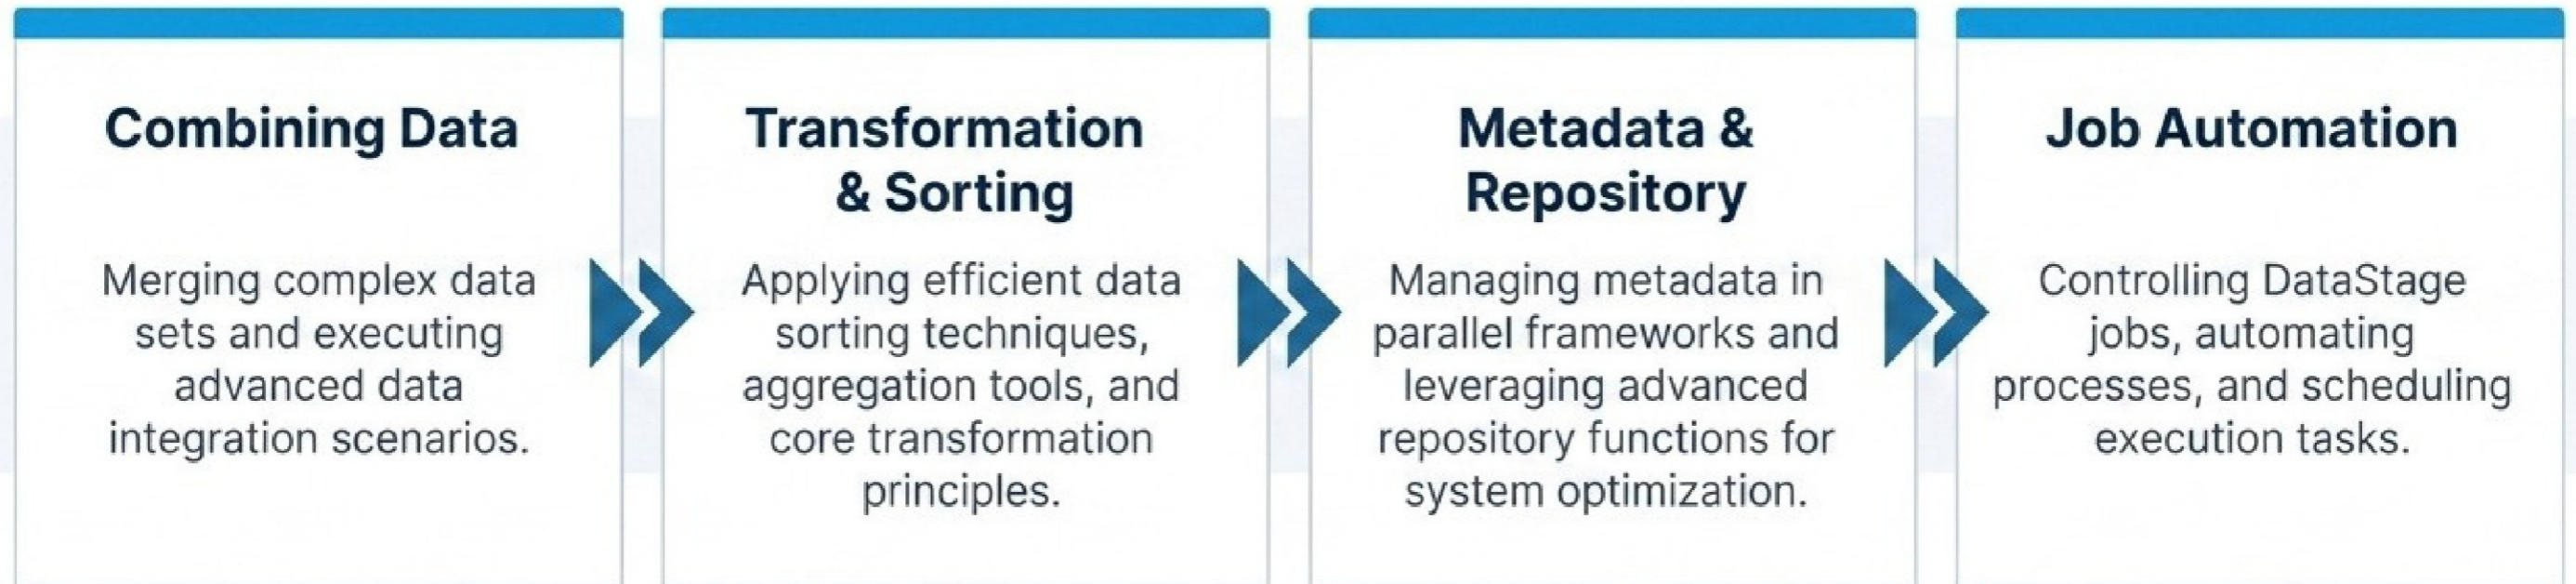 Combining Data
Merging complex data
sets and executing
advanced data
integration scenarios.
Transformation
& Sorting
Applying efficient data
sorting techniques,
aggregation tools, and
core transformation
principles.
Metadata &
Repository
Managing metadata in
parallel frameworks and
leveraging advanced
repository functions for
system optimization.
Job Automation
Controlling DataStage
jobs, automating
processes, and scheduling
execution tasks.